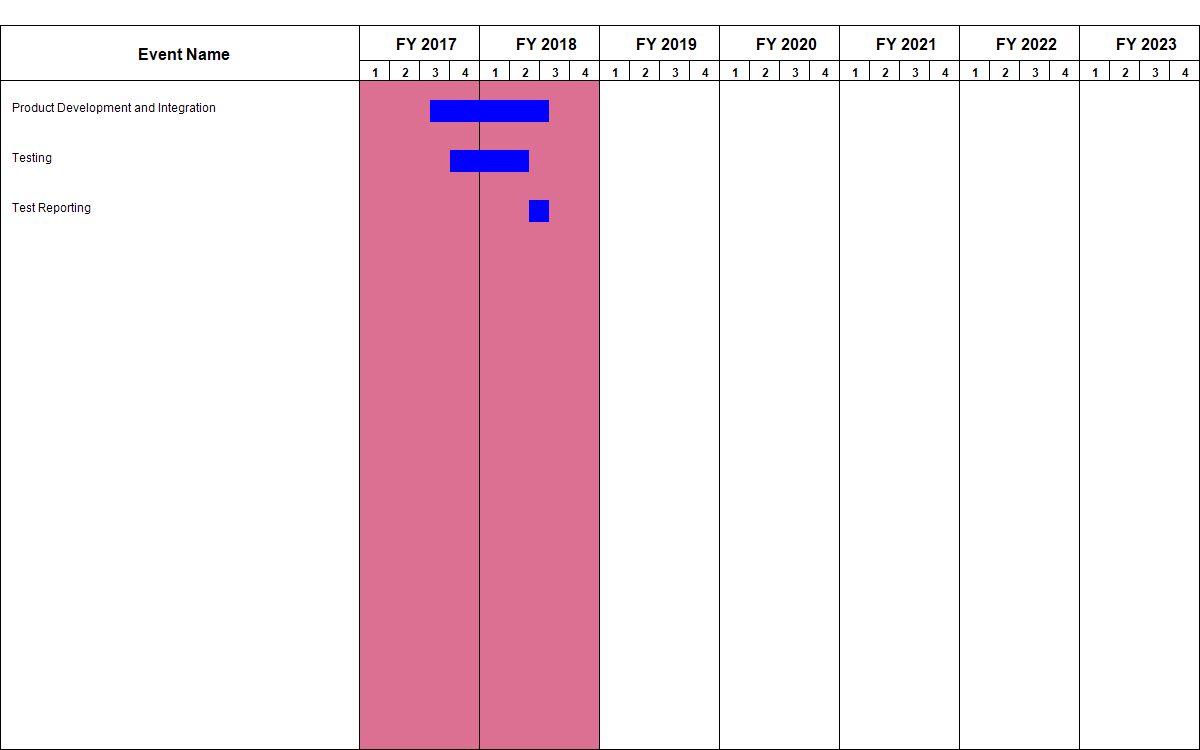 Event Name
FY 2017 FY 2018 FY 2019 FY 2020 FY 2021 FY 2022 FY 2023
1 2 3 4 1 2 3 4 1 2 3 4 1 2 3 4 1 2 3 4 1 2 3 4 1 2 3 4
Product Development and Integration
Testing
Test Reporting